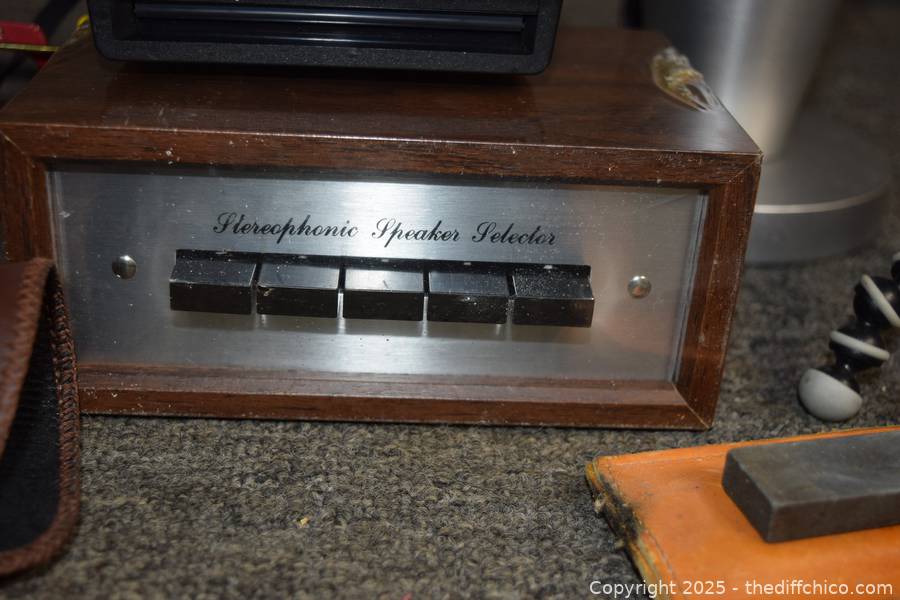 Stereophonic Speaker Selector
Copyright 2025 - thediffchico.com